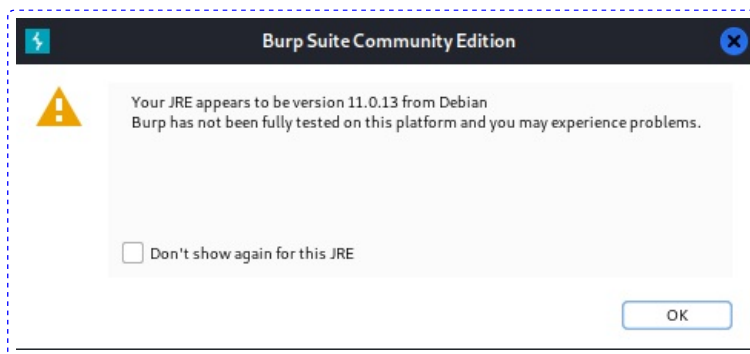 Burp Suite Community Edition
Your JRE appears to be version 11.0.13 from Debian
Burp has not been fully tested on this platform and you may experience problems.
Don't show again for this JRE
OK